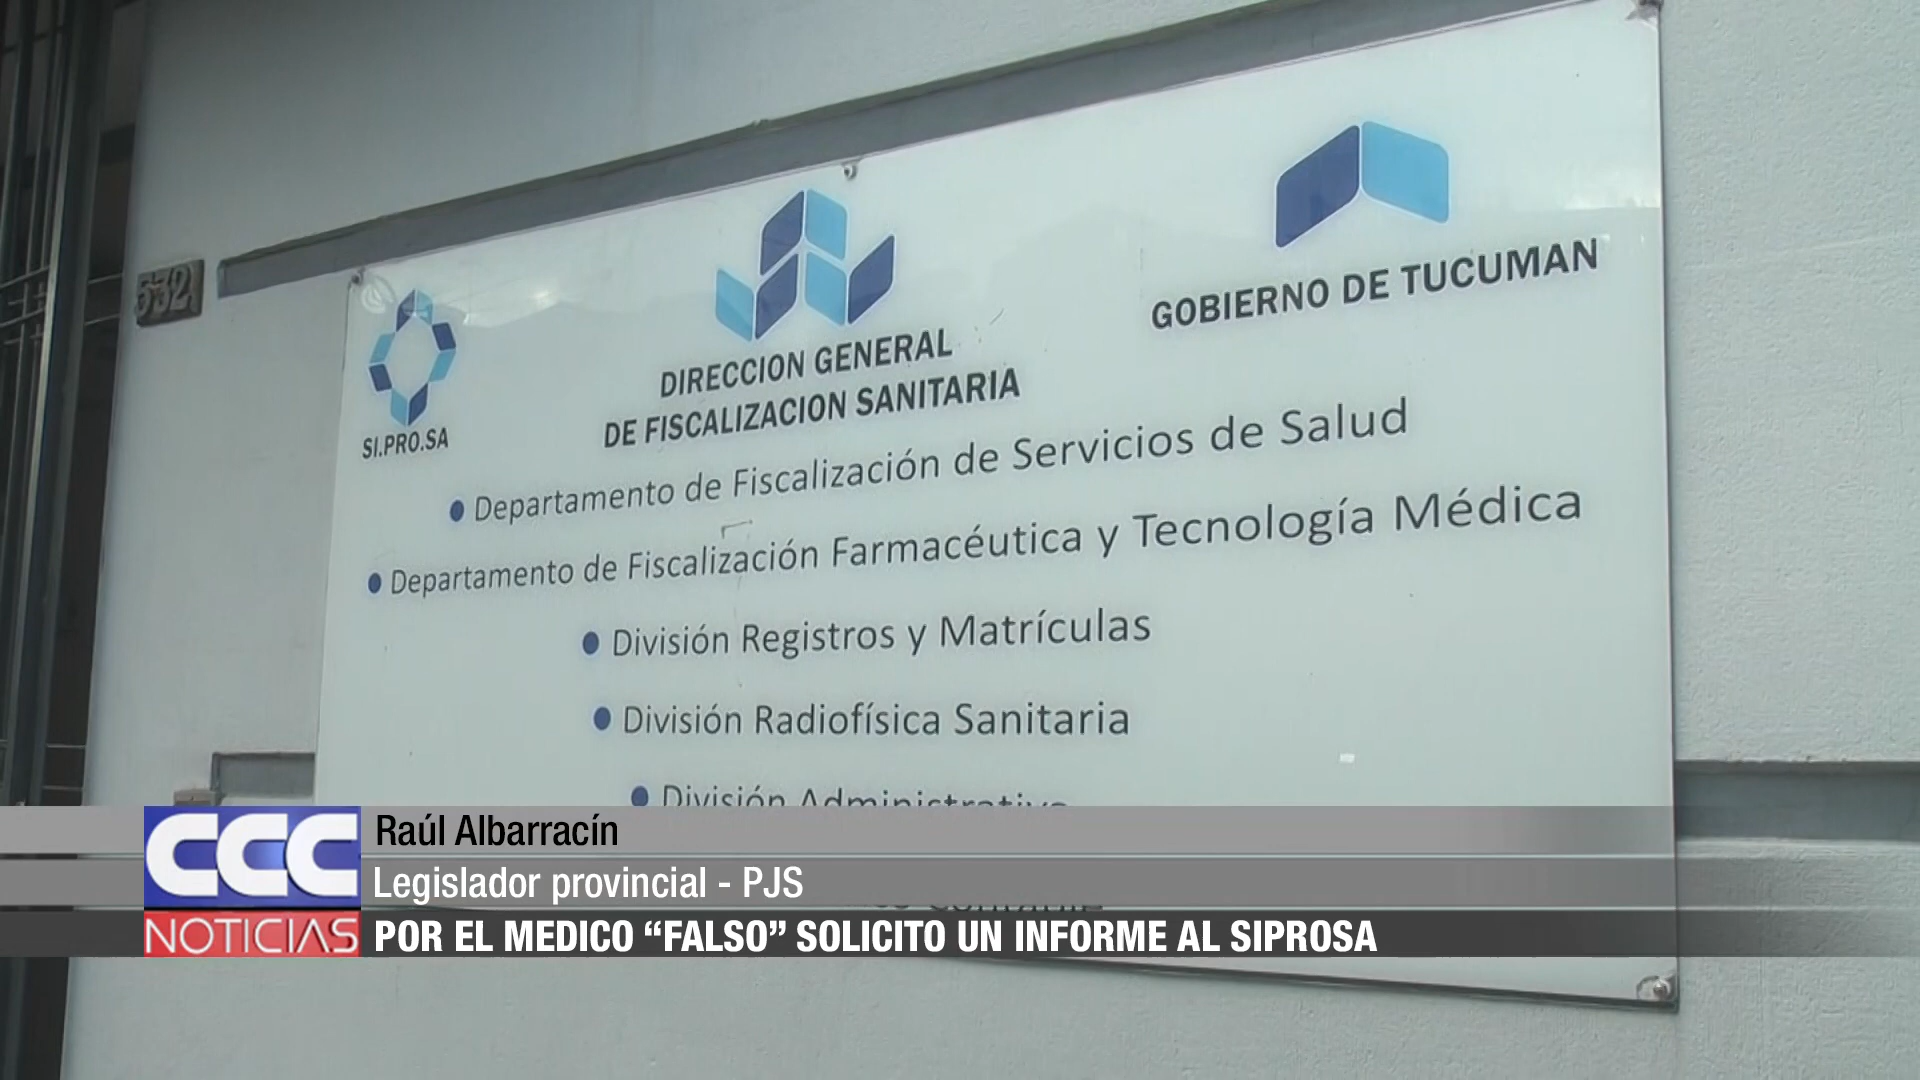 532
SI.PRO.SA
DIRECCION GENERAL
DE FISCALIZACION SANITARIA
GOBIERNO DE TUCUMAN
• Departamento de Fiscalización de Servicios de Salud
• Departamento de Fiscalización Farmacéutica y Tecnología Médica
• División Registros y Matrículas
• División Radiofísica Sanitaria
• División
CCC
NOTICIAS
Raúl Albarracín
Legislador provincial - PJS
POR EL MEDICO “FALSO” SOLICITO UN INFORME AL SIPROSA